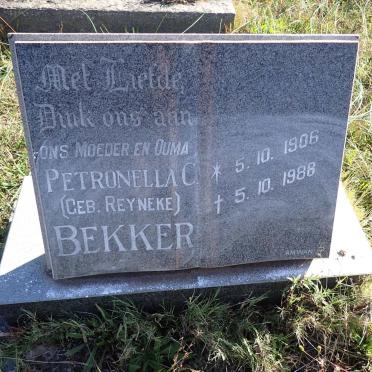 Met Liefde
Dink ons aan
ONS MOEDER EN OUMA
PETRONELLA C.
(GEB. REYNEKE)
BEKKER
* 5.10.1906
† 5.10.1988